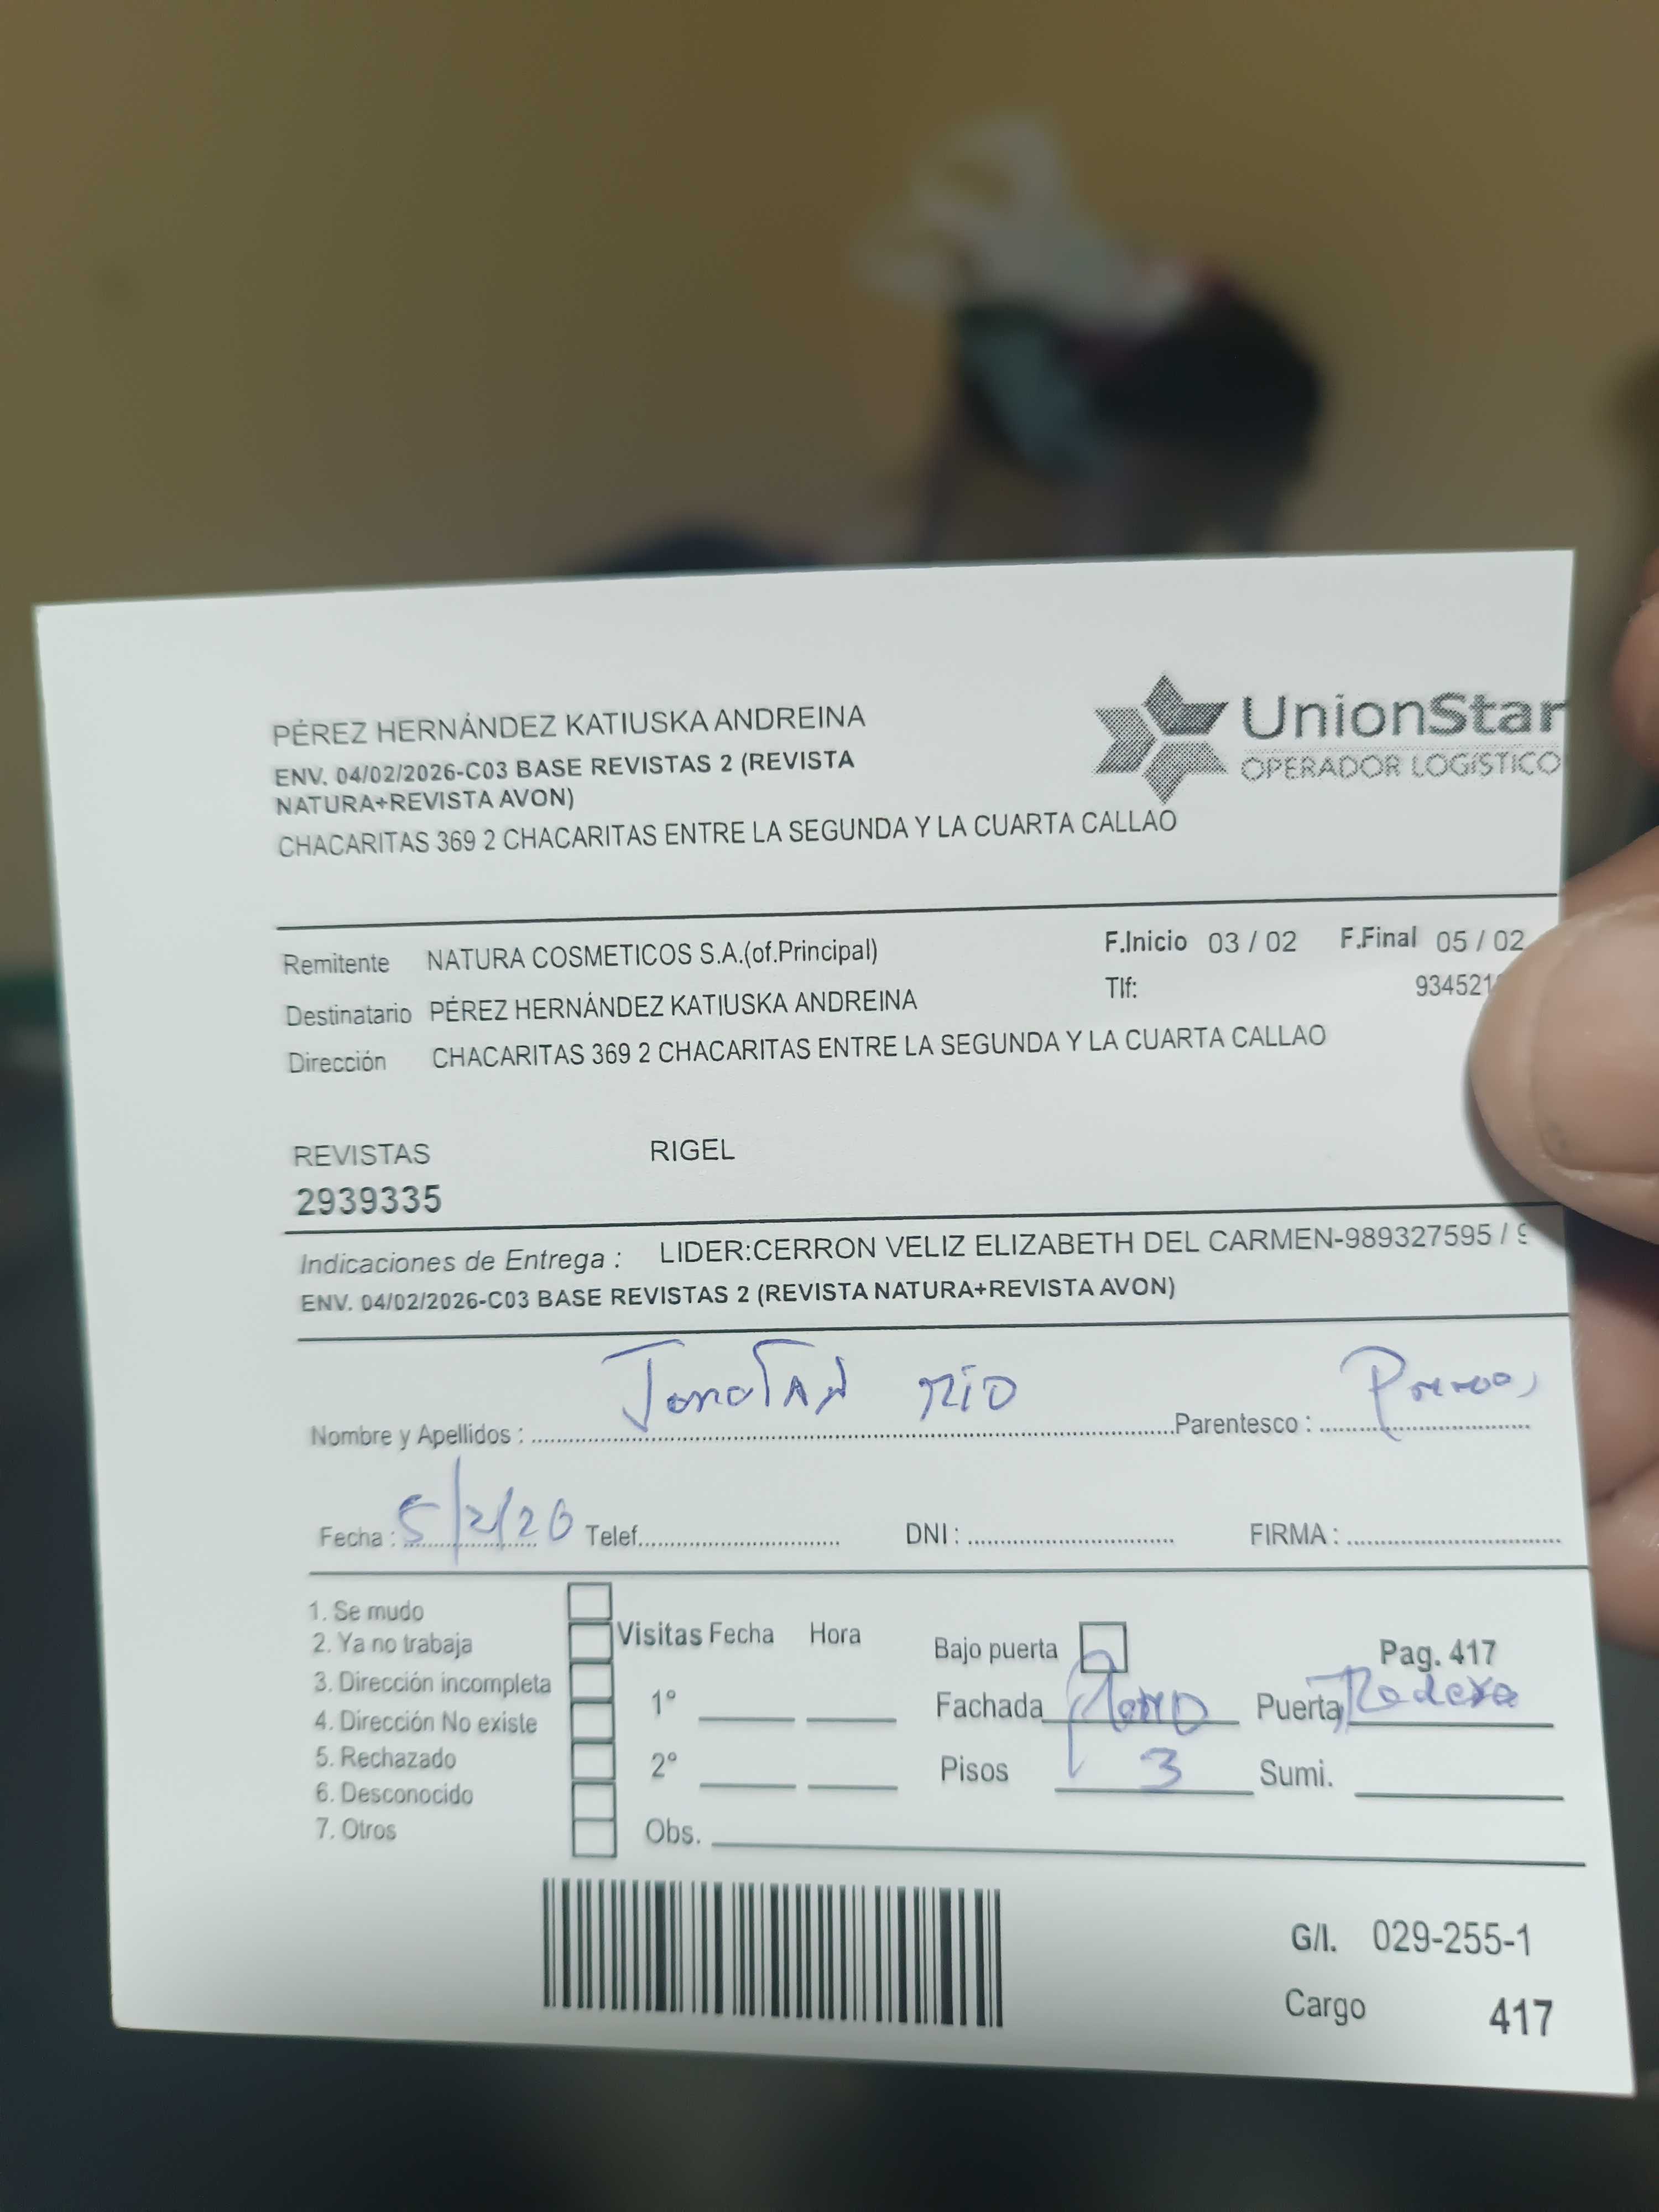 PÉREZ HERNÁNDEZ KATIUSKA ANDREINA
ENV. 04/02/2026-C03 BASE REVISTAS 2 (REVISTA
NATURA+REVISTA AVON)
CHACARITAS 369 2 CHACARITAS ENTRE LA SEGUNDA Y LA CUARTA CALLAO
UnionStar
OPERADOR LOGÍSTICO
Remitente NATURA COSMETICOS S.A.(of.Principal) F.Inicio 03 / 02 F.Final 05 / 02
Destinatario PÉREZ HERNÁNDEZ KATIUSKA ANDREINA Tlf: 934521
Dirección CHACARITAS 369 2 CHACARITAS ENTRE LA SEGUNDA Y LA CUARTA CALLAO
REVISTAS RIGEL
2939335
Indicaciones de Entrega : LIDER:CERRON VELIZ ELIZABETH DEL CARMEN-989327595 / 9
ENV. 04/02/2026-C03 BASE REVISTAS 2 (REVISTA NATURA+REVISTA AVON)
Nombre y Apellidos : Parentesco :
Fecha : 5/2/26 Telef. DNI : FIRMA :
1. Se mudo
2. Ya no trabaja
3. Dirección incompleta
4. Dirección No existe
5. Rechazado
6. Desconocido
7. Otros
Visitas Fecha Hora
1°
2°
Obs.
Bajo puerta Pag. 417
Fachada Puerta
Pisos 3 Sumi.
G/I. 029-255-1
Cargo 417